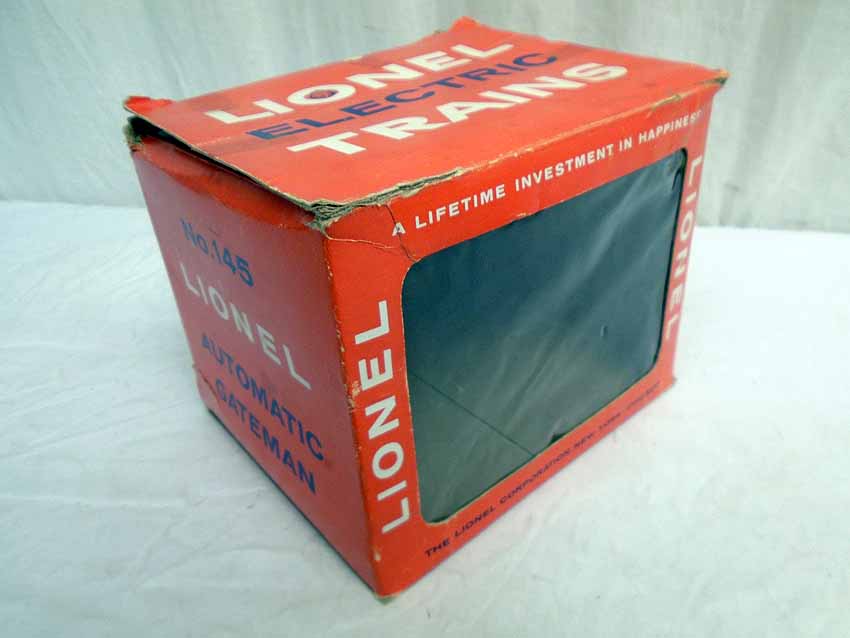 LIONEL
ELECTRIC
TRAINS
A LIFETIME INVESTMENT IN HAPPINESS
LIONEL
LIONEL
THE LIONEL CORPORATION NEW YORK
No.145
LIONEL
AUTOMATIC
GATEMAN